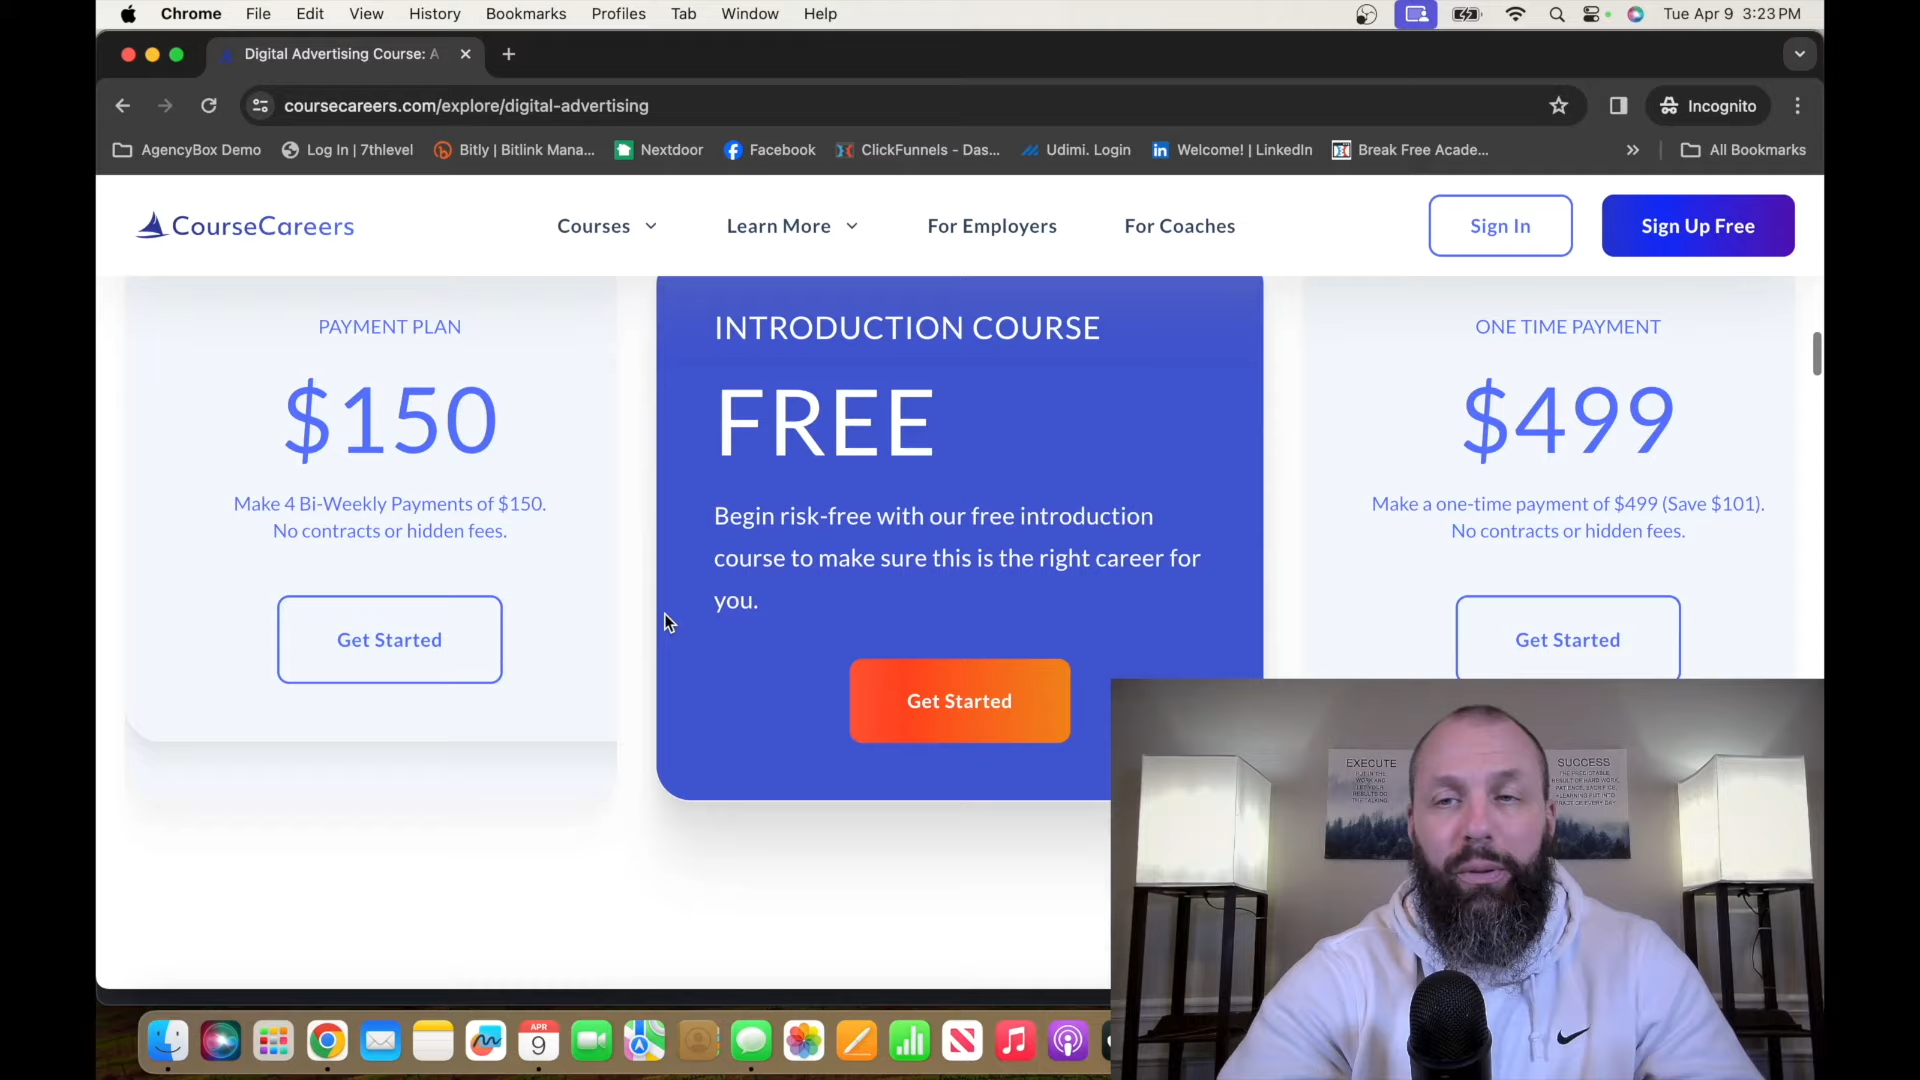 Chrome File Edit View History Bookmarks Profiles Tab Window Help Tue Apr 9 3:23 PM
Digital Advertising Course: A
coursecareers.com/explore/digital-advertising Incognito
AgencyBox Demo Log In | 7thlevel Bitly | Bitlink Mana... Nextdoor Facebook ClickFunnels - Das... Udimi. Login Welcome! | LinkedIn Break Free Acade... » All Bookmarks
CourseCareers Courses Learn More For Employers For Coaches Sign In Sign Up Free
PAYMENT PLAN
$150
Make 4 Bi-Weekly Payments of $150.
No contracts or hidden fees.
Get Started
INTRODUCTION COURSE
FREE
Begin risk-free with our free introduction
course to make sure this is the right career for
you.
Get Started
ONE TIME PAYMENT
$499
Make a one-time payment of $499 (Save $101).
No contracts or hidden fees.
Get Started
EXECUTE
SUCCESS
APR
9